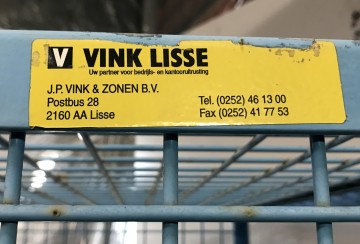 V VINK LISSE
Uw partner voor bedrijfs- en kantooruitrusting
J.P. VINK & ZONEN B.V.
Postbus 28 Tel. (0252) 46 13 00
2160 AA Lisse Fax (0252) 41 77 53